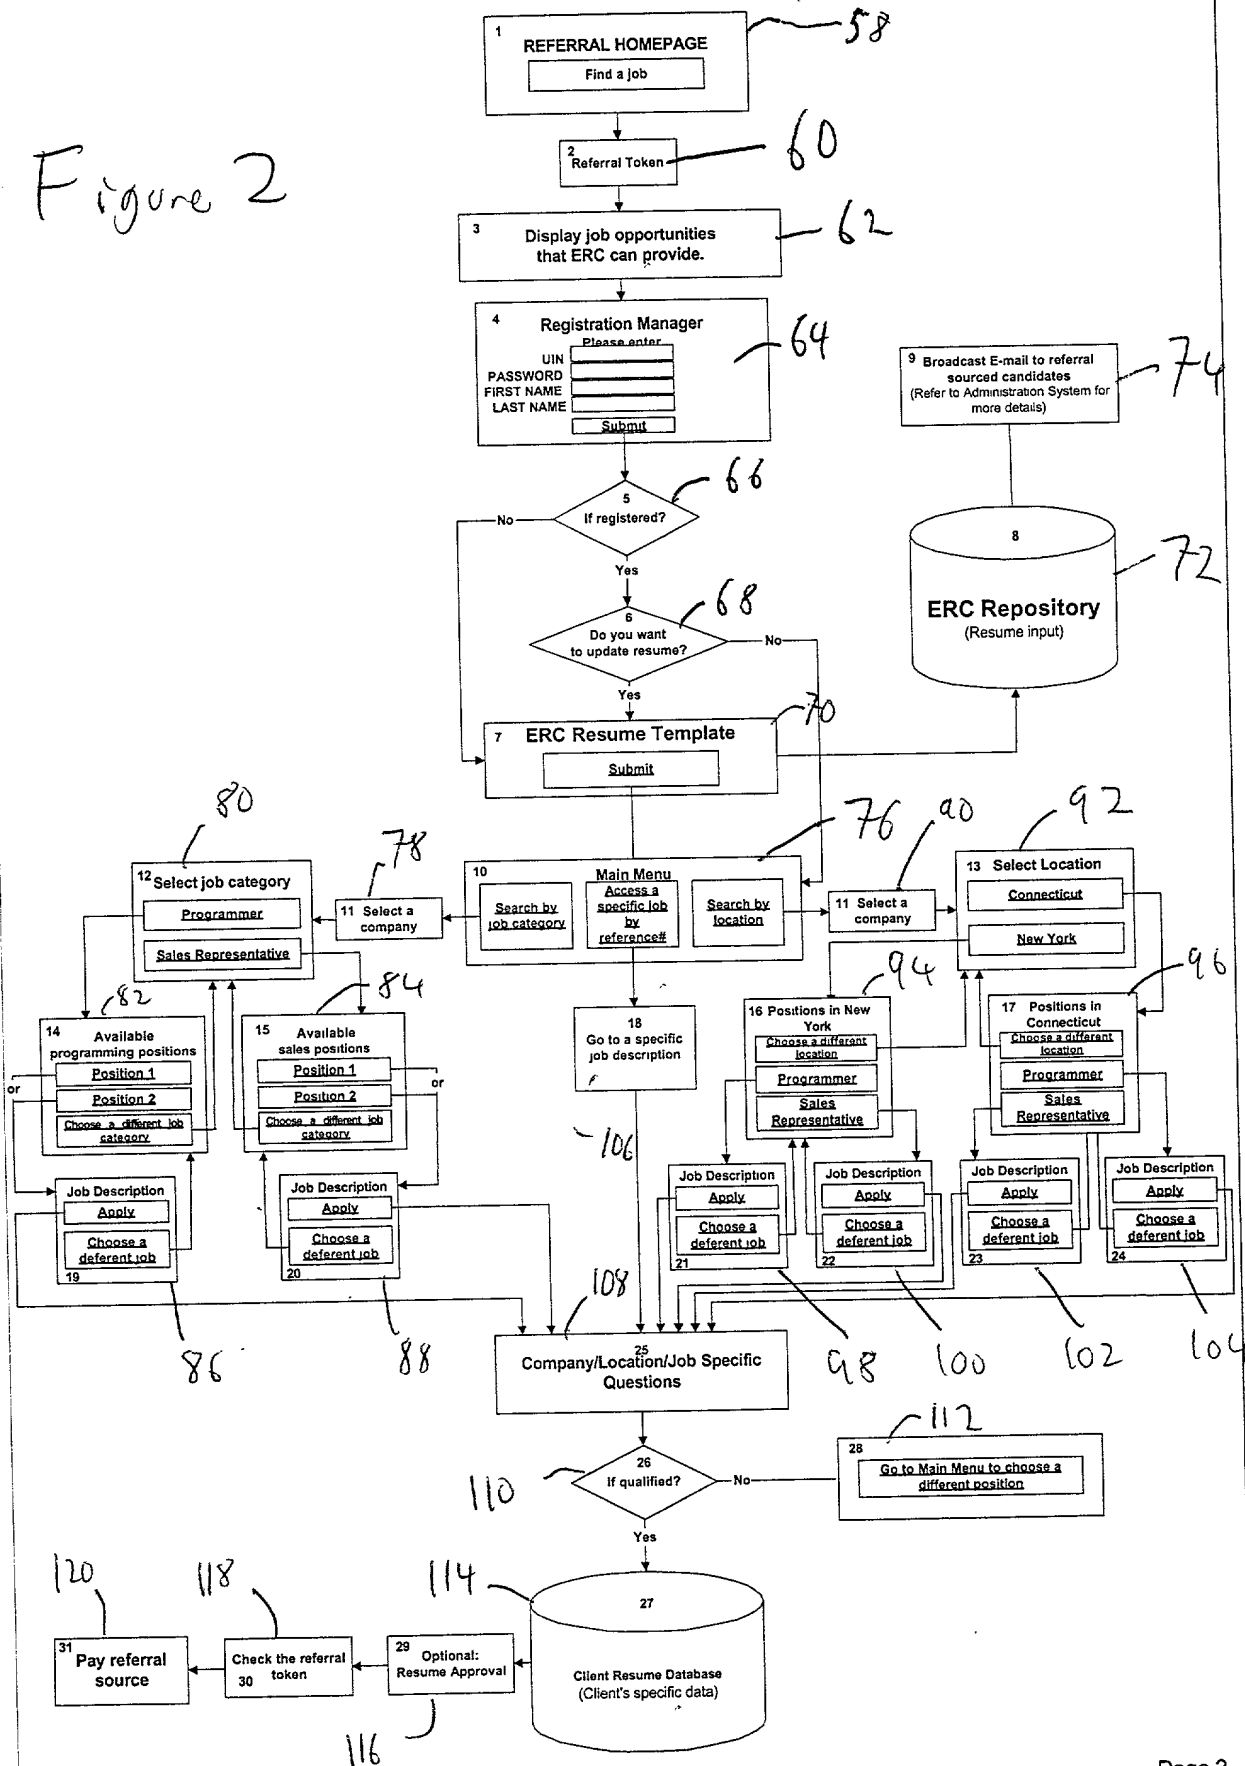 Figure 2
1
REFERRAL HOMEPAGE
Find a job
58
2
Referral Token
60
3
Display job opportunities
that ERC can provide.
62
4
Registration Manager
Please enter
UIN
PASSWORD
FIRST NAME
LAST NAME
Submit
64
9 Broadcast E-mail to referral
sourced candidates
(Refer to Administration System for
more details)
74
5
If registered?
66
No
Yes
8
ERC Repository
(Resume input)
72
6
Do you want
to update resume?
68
No
Yes
7 ERC Resume Template
Submit
70
80
12 Select job category
Programmer
Sales Representative
78
11 Select a
company
76
10
Main Menu
Search by
job category
Access a
specific job
by
reference#
Search by
location
90
11 Select a
company
92
13 Select Location
Connecticut
New York
82
14
Available
programming positions
Position 1
Position 2
Choose a different job
category
or
84
15
Available
sales positions
Position 1
Position 2
Choose a different job
category
or
18
Go to a specific
job description
106
94
16 Positions in New
York
Choose a different
location
Programmer
Sales
Representative
96
17 Positions in
Connecticut
Choose a different
location
Programmer
Sales
Representative
Job Description
Apply
Choose a
deferent job
19
86
Job Description
Apply
Choose a
deferent job
20
88
Job Description
Apply
Choose a
deferent job
21
98
Job Description
Apply
Choose a
deferent job
22
100
Job Description
Apply
Choose a
deferent job
23
102
Job Description
Apply
Choose a
deferent job
24
104
108
25
Company/Location/Job Specific
Questions
26
If qualified?
110
No
Yes
112
28
Go to Main Menu to choose a
different position
114
27
Client Resume Database
(Client's specific data)
29
Optional:
Resume Approval
116
118
Check the referral
30 token
120
31
Pay referral
source